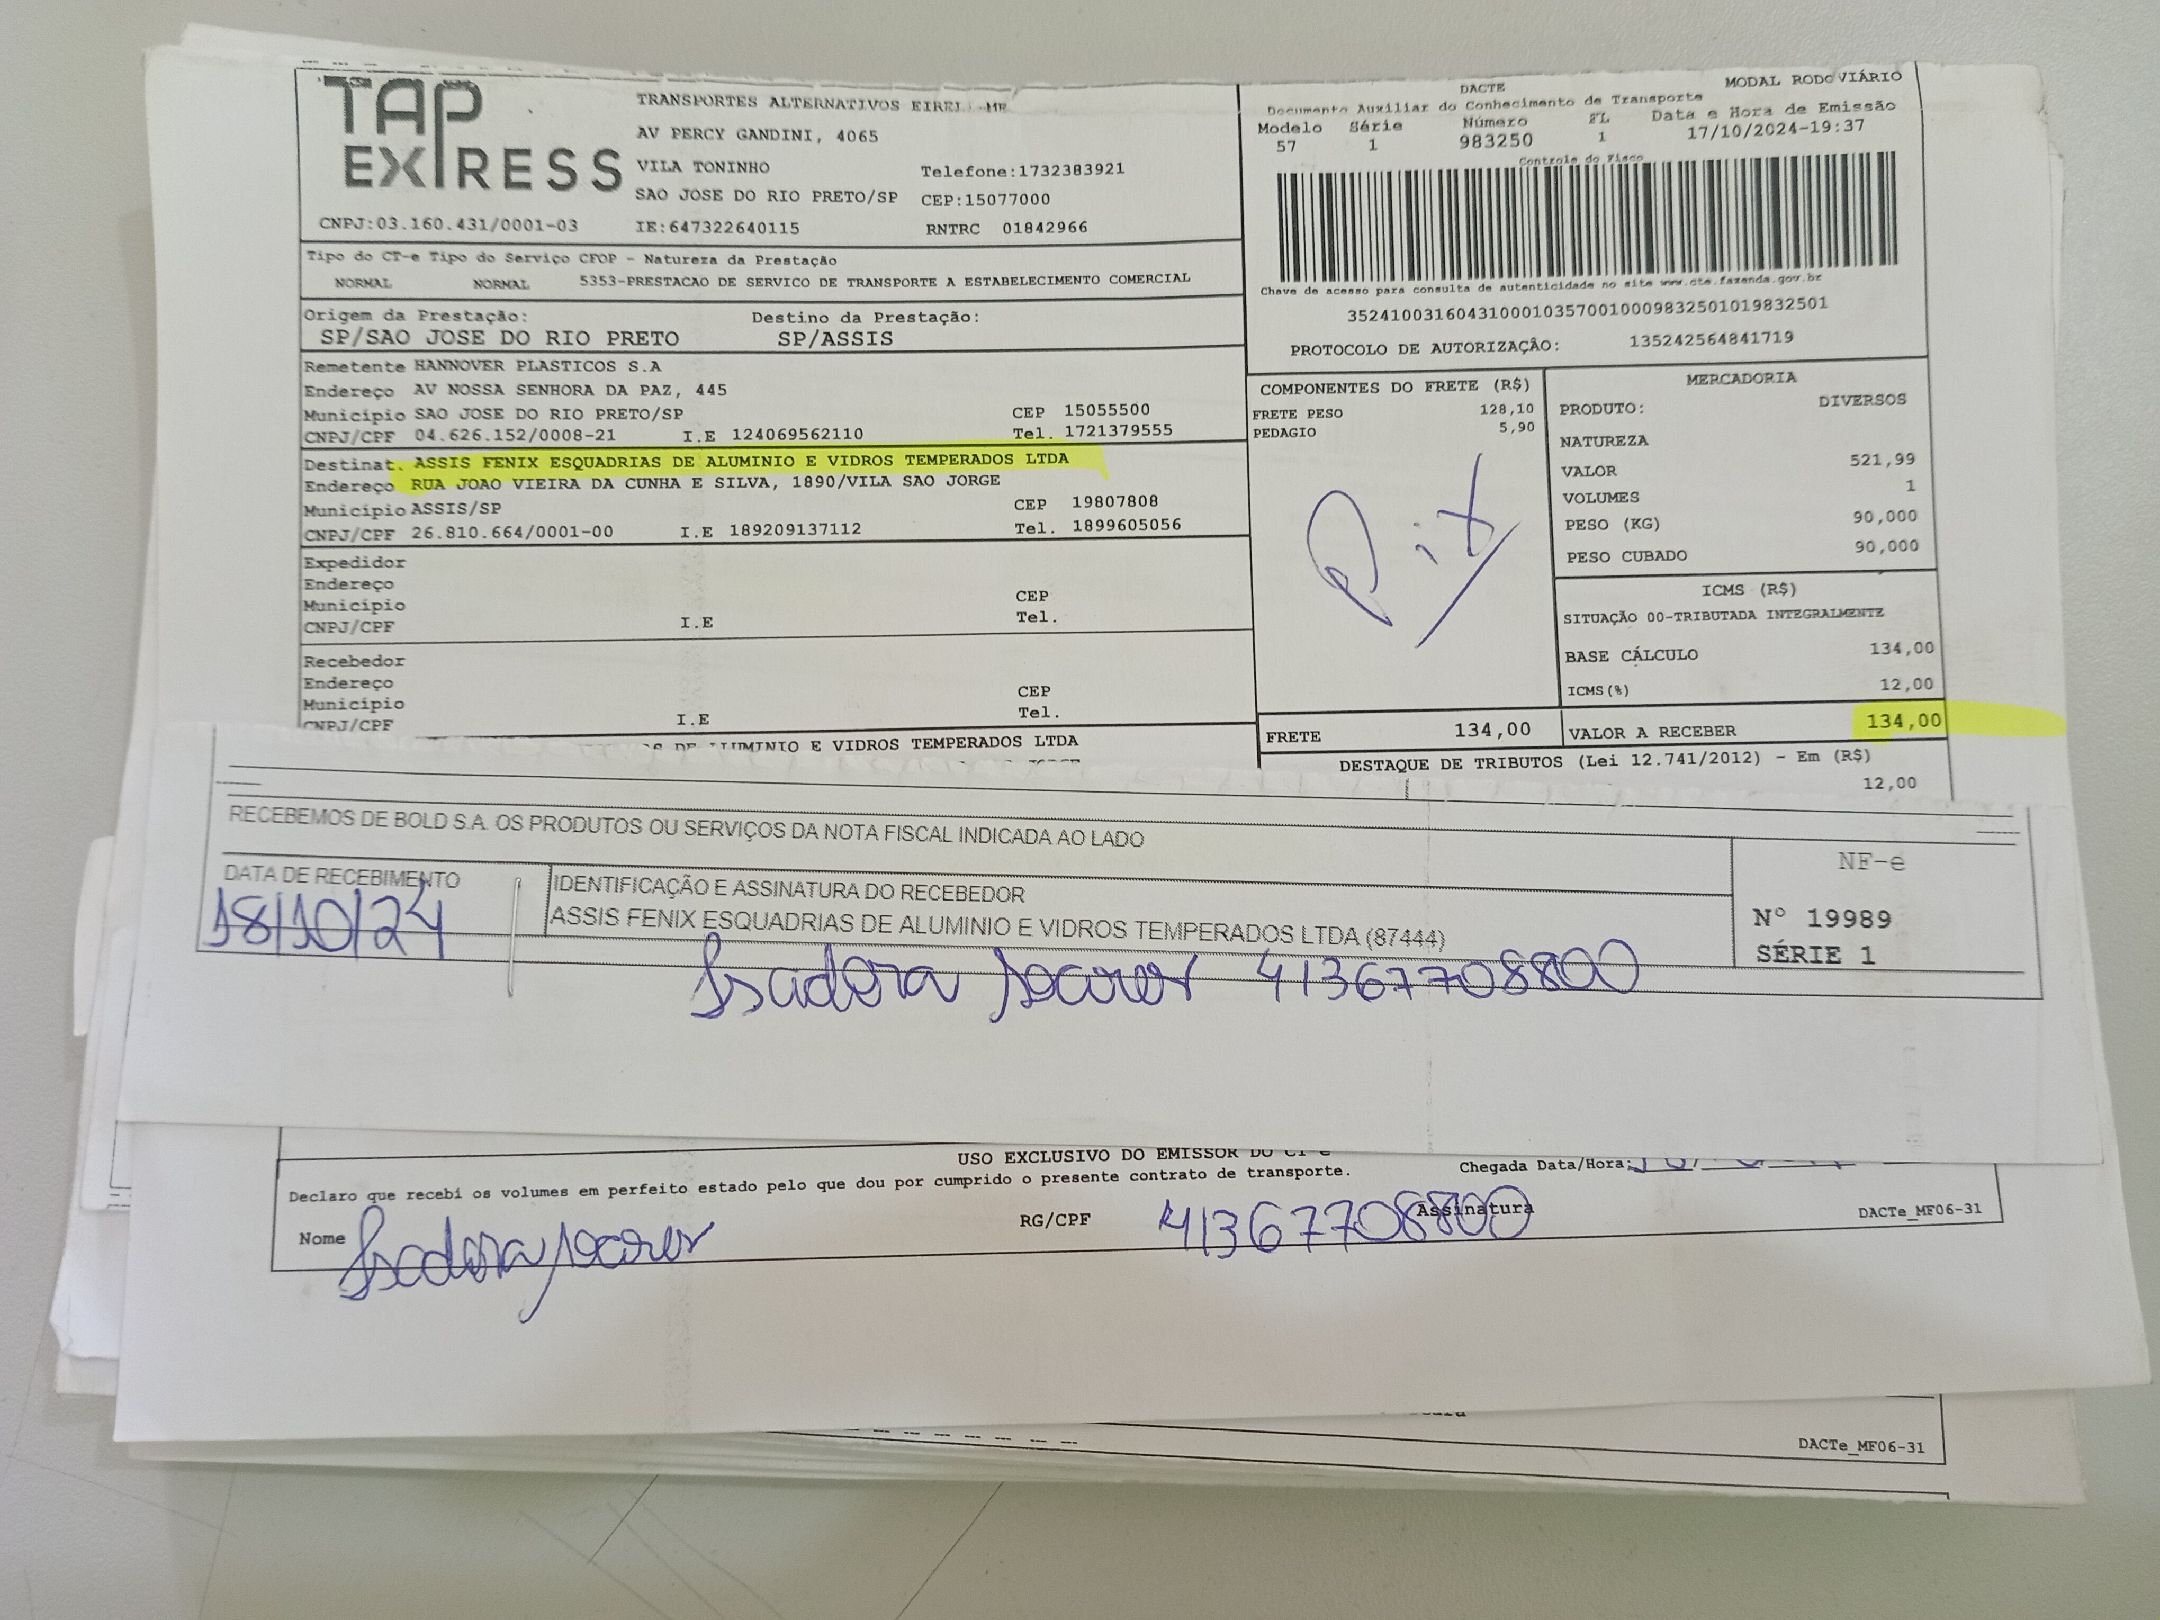 TAP EXPRESS
TRANSPORTES ALTERNATIVOS EIRELI-ME
AV PERCY GANDINI, 4065
VILA TONINHO Telefone:1732383921
SAO JOSE DO RIO PRETO/SP CEP:15077000
CNPJ:03.160.431/0001-03 IE:647322640115 RNTRC 01842966
DACTE MODAL RODOVIÁRIO
Documento Auxiliar do Conhecimento de Transporte
Modelo Série Número FL Data e Hora de Emissão
57 1 983250 1 17/10/2024-19:37
Controle do Fisco
Chave de acesso para consulta de autenticidade no site www.cte.fazenda.gov.br
35241003160431000103570010009832501019832501
PROTOCOLO DE AUTORIZAÇÃO: 135242564841719
Tipo do CT-e Tipo do Serviço CFOP - Natureza da Prestação
NORMAL NORMAL 5353-PRESTACAO DE SERVICO DE TRANSPORTE A ESTABELECIMENTO COMERCIAL
Origem da Prestação: Destino da Prestação:
SP/SAO JOSE DO RIO PRETO SP/ASSIS
Remetente HANNOVER PLASTICOS S.A
Endereço AV NOSSA SENHORA DA PAZ, 445
Município SAO JOSE DO RIO PRETO/SP CEP 15055500
CNPJ/CPF 04.626.152/0008-21 I.E 124069562110 Tel. 1721379555
Destinat. ASSIS FENIX ESQUADRIAS DE ALUMINIO E VIDROS TEMPERADOS LTDA
Endereço RUA JOAO VIEIRA DA CUNHA E SILVA, 1890/VILA SAO JORGE
Município ASSIS/SP CEP 19807808
CNPJ/CPF 26.810.664/0001-00 I.E 189209137112 Tel. 1899605056
Expedidor
Endereço
Município CEP
CNPJ/CPF I.E Tel.
Recebedor
Endereço
Município CEP
CNPJ/CPF I.E Tel.
DE ALUMINIO E VIDROS TEMPERADOS LTDA
COMPONENTES DO FRETE (R$)
FRETE PESO 128,10
PEDAGIO 5,90
Pix
FRETE 134,00
MERCADORIA
PRODUTO: DIVERSOS
NATUREZA
VALOR 521,99
VOLUMES 1
PESO (KG) 90,000
PESO CUBADO 90,000
ICMS (R$)
SITUAÇÃO 00-TRIBUTADA INTEGRALMENTE
BASE CÁLCULO 134,00
ICMS(%) 12,00
VALOR A RECEBER 134,00
DESTAQUE DE TRIBUTOS (Lei 12.741/2012) - Em (R$)
12,00
RECEBEMOS DE BOLD S.A. OS PRODUTOS OU SERVIÇOS DA NOTA FISCAL INDICADA AO LADO
DATA DE RECEBIMENTO
18/10/24
IDENTIFICAÇÃO E ASSINATURA DO RECEBEDOR
ASSIS FENIX ESQUADRIAS DE ALUMINIO E VIDROS TEMPERADOS LTDA (87444)
Isadora Soares 41367708800
NF-e
N° 19989
SÉRIE 1
USO EXCLUSIVO DO EMISSOR DO CT-e
Declaro que recebi os volumes em perfeito estado pelo que dou por cumprido o presente contrato de transporte.
Chegada Data/Hora:
Nome Isadora Soares RG/CPF 41367708800 Assinatura
DACTe_MF06-31
DACTe_MF06-31